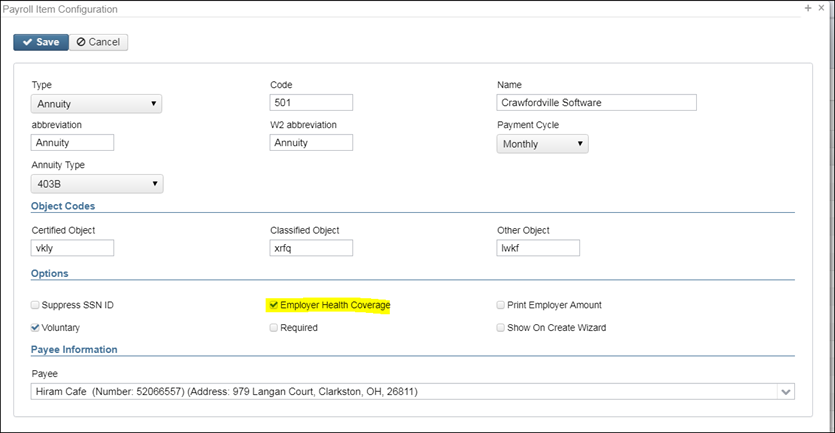 Payroll Item Configuration
Save Cancel
Type Code Name
Annuity 501 Crawfordville Software
abbreviation W2 abbreviation Payment Cycle
Annuity Annuity Monthly
Annuity Type
403B
Object Codes
Certified Object Classified Object Other Object
vkly xrfq lwkf
Options
Suppress SSN ID Employer Health Coverage Print Employer Amount
Voluntary Required Show On Create Wizard
Payee Information
Payee
Hiram Cafe (Number: 52066557) (Address: 979 Langan Court, Clarkston, OH, 26811)